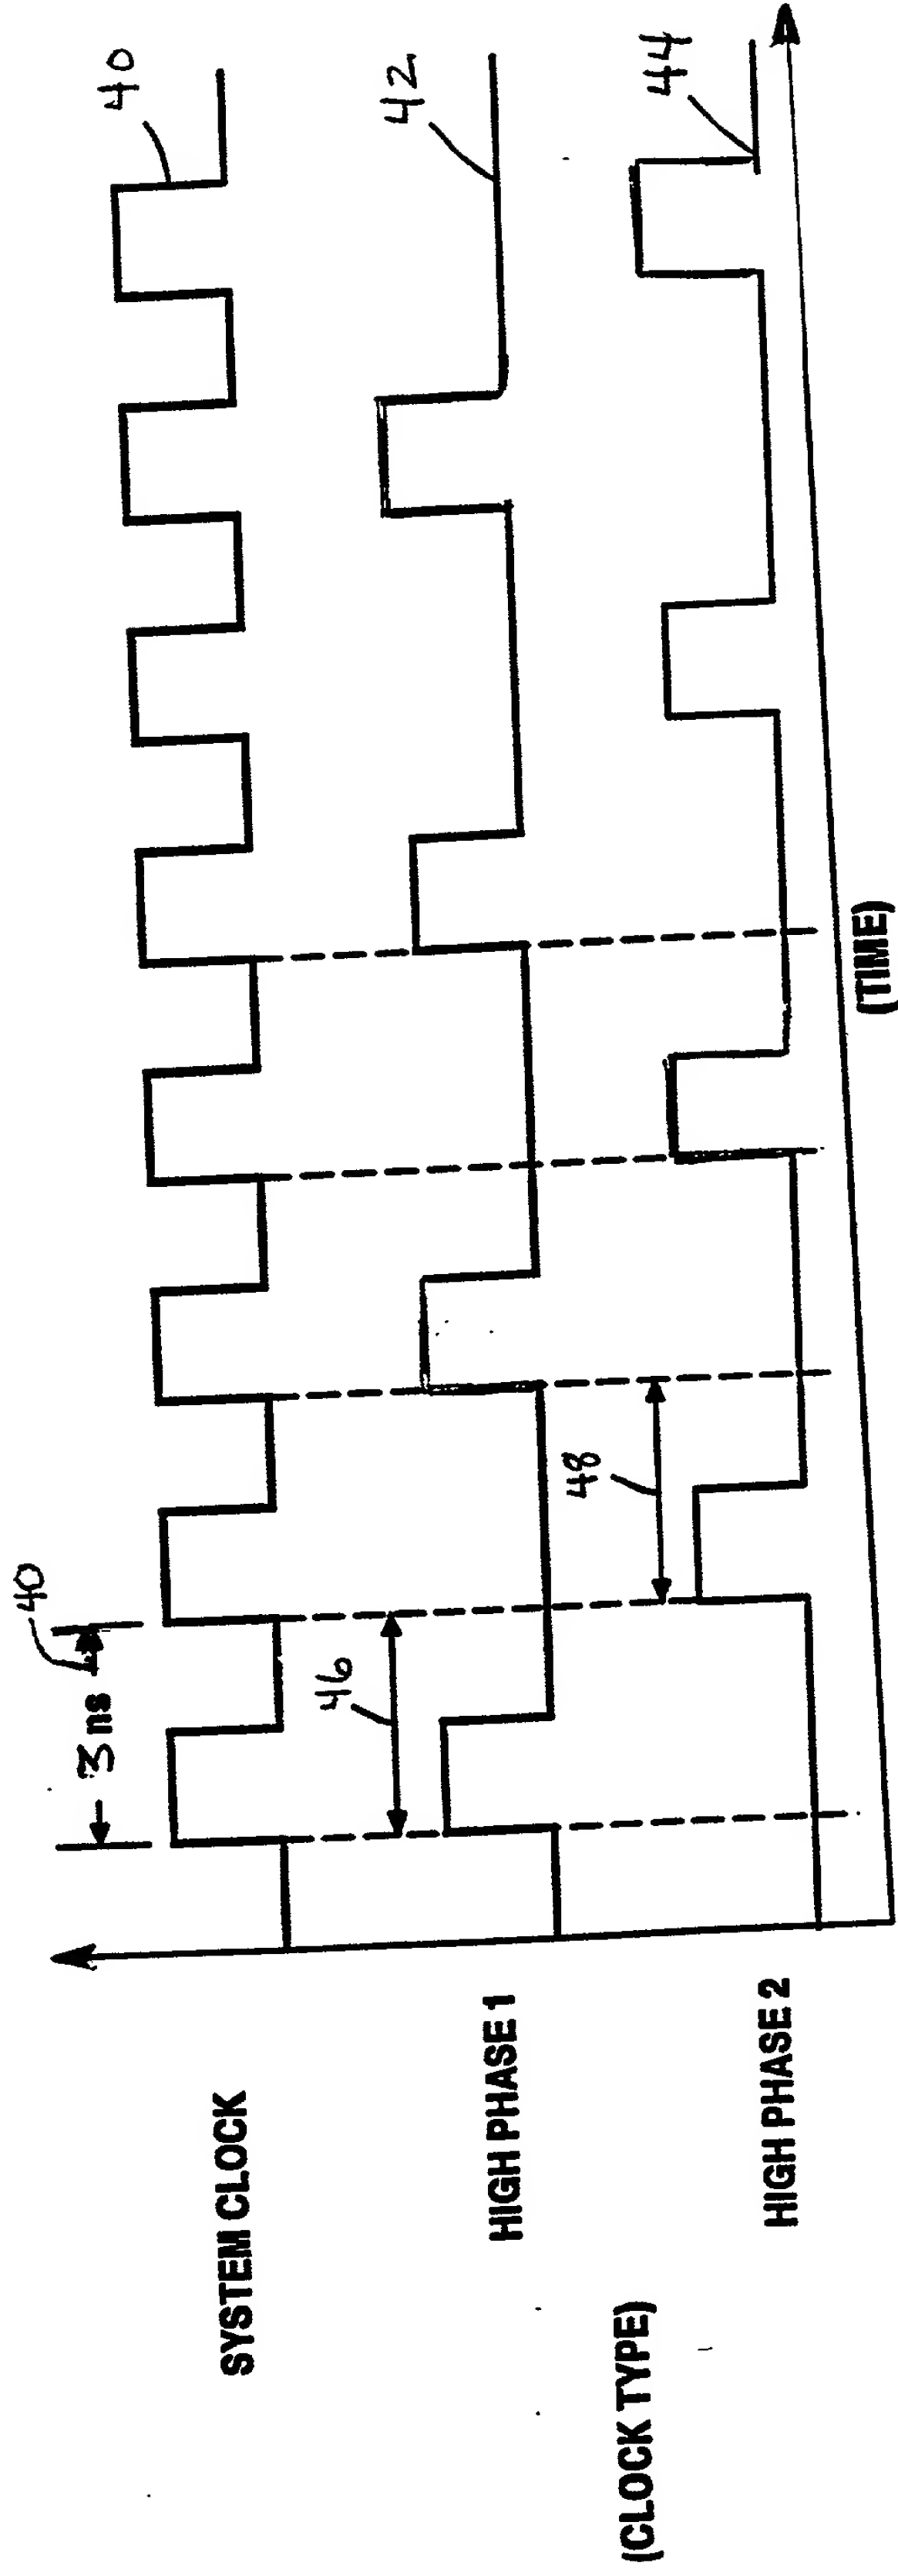 40
3 ns
40
SYSTEM CLOCK
46
42
HIGH PHASE 1
48
44
HIGH PHASE 2
(CLOCK TYPE)
(TIME)